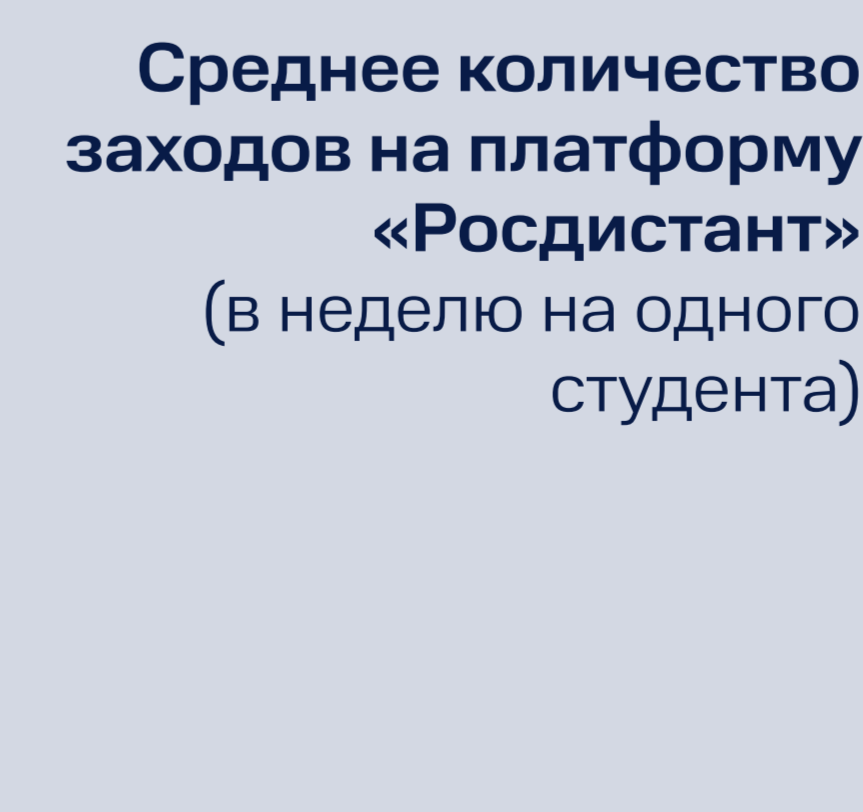 Среднее количество
заходов на платформу
«Росдистант»
(в неделю на одного
студента)